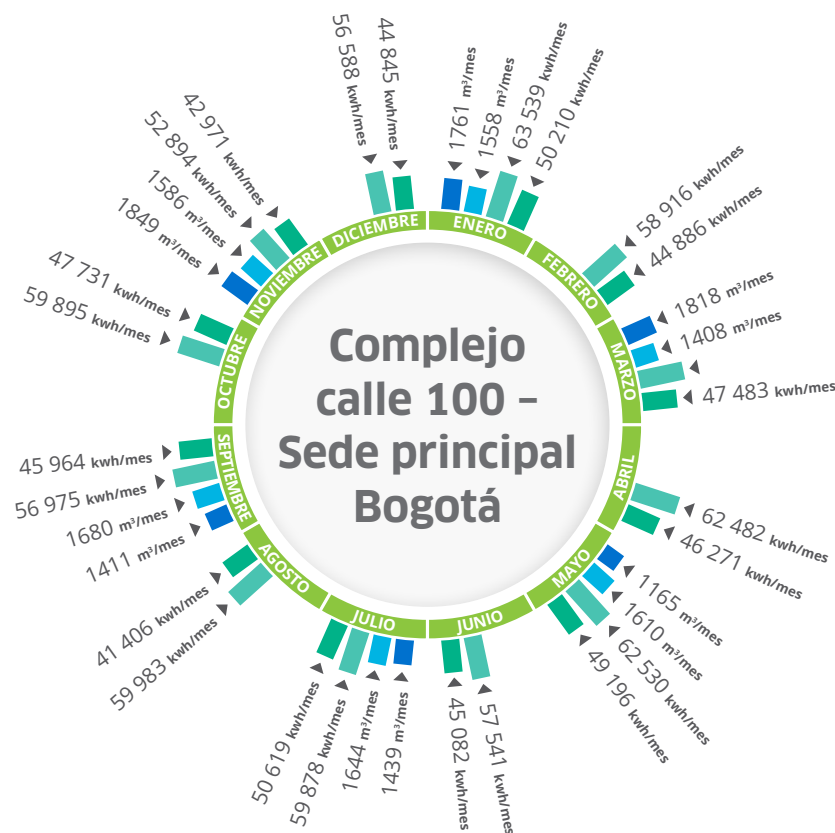 Complejo
calle 100 –
Sede principal
Bogotá
ENERO
1761 m³/mes
1558 m³/mes
63 539 kwh/mes
50 210 kwh/mes
FEBRERO
58 916 kwh/mes
44 886 kwh/mes
MARZO
1818 m³/mes
1408 m³/mes
47 483 kwh/mes
ABRIL
62 482 kwh/mes
46 271 kwh/mes
MAYO
1165 m³/mes
1610 m³/mes
62 530 kwh/mes
49 196 kwh/mes
JUNIO
57 541 kwh/mes
45 082 kwh/mes
JULIO
1439 m³/mes
1644 m³/mes
59 878 kwh/mes
50 619 kwh/mes
AGOSTO
59 983 kwh/mes
41 406 kwh/mes
SEPTIEMBRE
1411 m³/mes
1680 m³/mes
56 975 kwh/mes
45 964 kwh/mes
OCTUBRE
59 895 kwh/mes
47 731 kwh/mes
NOVIEMBRE
1849 m³/mes
1586 m³/mes
52 894 kwh/mes
42 971 kwh/mes
DICIEMBRE
56 588 kwh/mes
44 845 kwh/mes